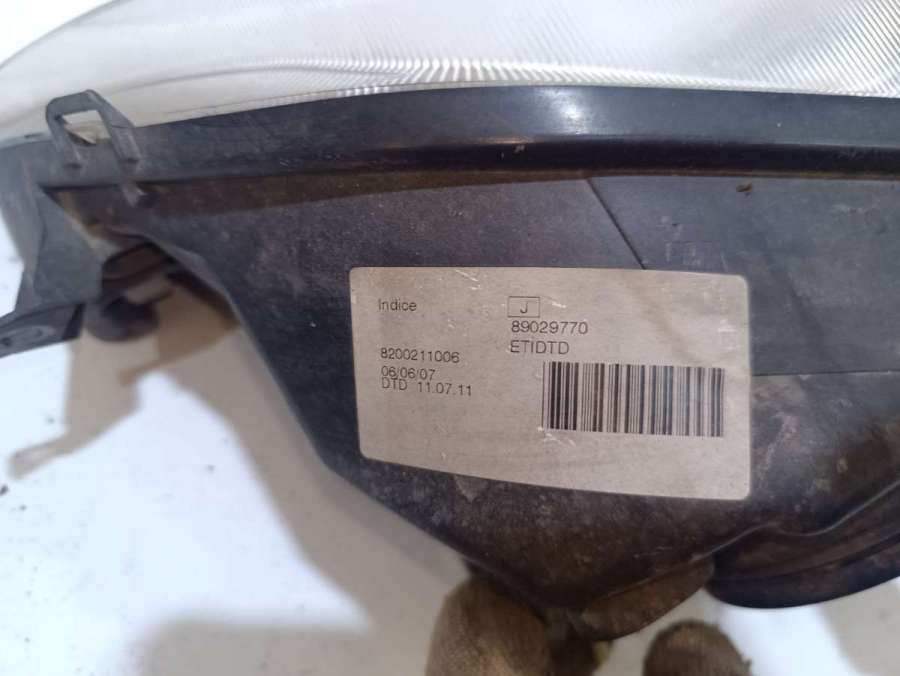 Indice
J
89029770
ETIDTD
8200211006
06/06/07
DTD 11.07.11